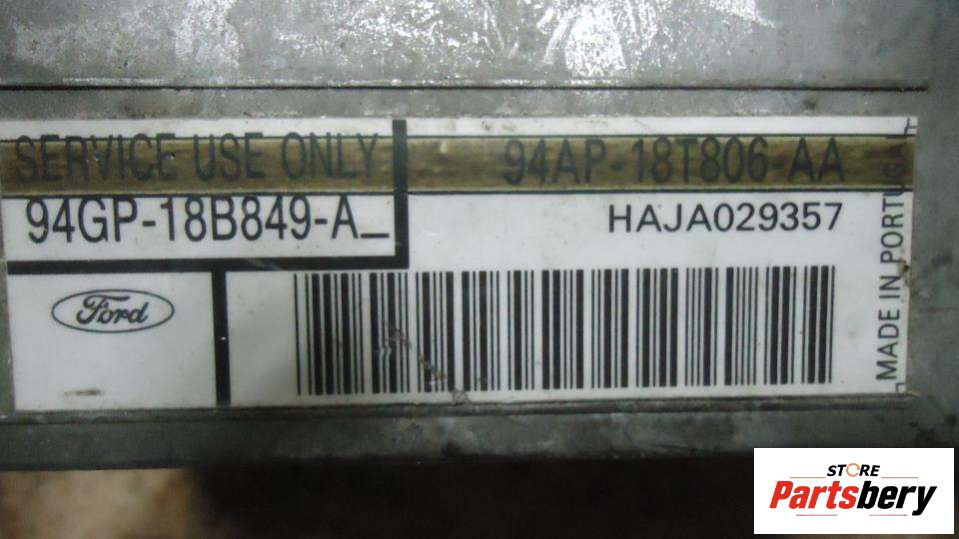 SERVICE USE ONLY
94AP-18T806-AA
94GP-18B849-A_
HAJA029357
Ford
MADE IN PORTUGAL
STORE
Partsbery